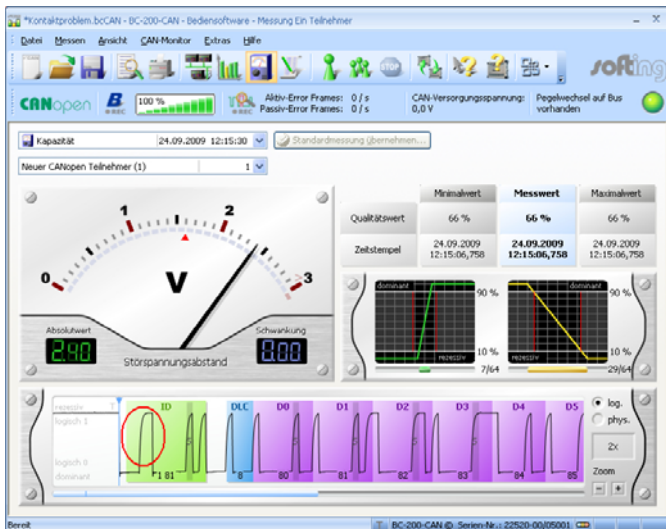 *Kontaktproblem.bcCAN - BC-200-CAN - Bediensoftware - Messung Ein Teilnehmer
Datei Messen Ansicht CAN-Monitor Extras Hilfe
STOP
softing
CANopen B REC 100 % REC Aktiv-Error Frames: 0 / s CAN-Versorgungsspannung: Pegelwechsel auf Bus
Passiv-Error Frames: 0 / s 0,0 V vorhanden
Kapazität 24.09.2009 12:15:30 Standardmessung übernehmen...
Neuer CANopen Teilnehmer (1) 1
Minimalwert Messwert Maximalwert
Qualitätswert 66 % 66 % 66 %
Zeitstempel 24.09.2009 24.09.2009 24.09.2009
12:15:06,758 12:15:06,758 12:15:06,758
0 1 2 3
V
Absolutwert Schwankung
2.40 0.00
Störspannungsabstand
dominant 90 % dominant 90 %
rezessiv 10 % rezessiv 10 %
7/64 29/64
rezessiv T ID DLC D0 D1 D2 D3 D4 D5 log.
logisch 1 phys.
S S S S
2x
logisch 0 Zoom
dominant 1 81 8 80 81 82 83 84 85 - +
Bereit T BC-200-CAN © Serien-Nr.: 22520-00/05001